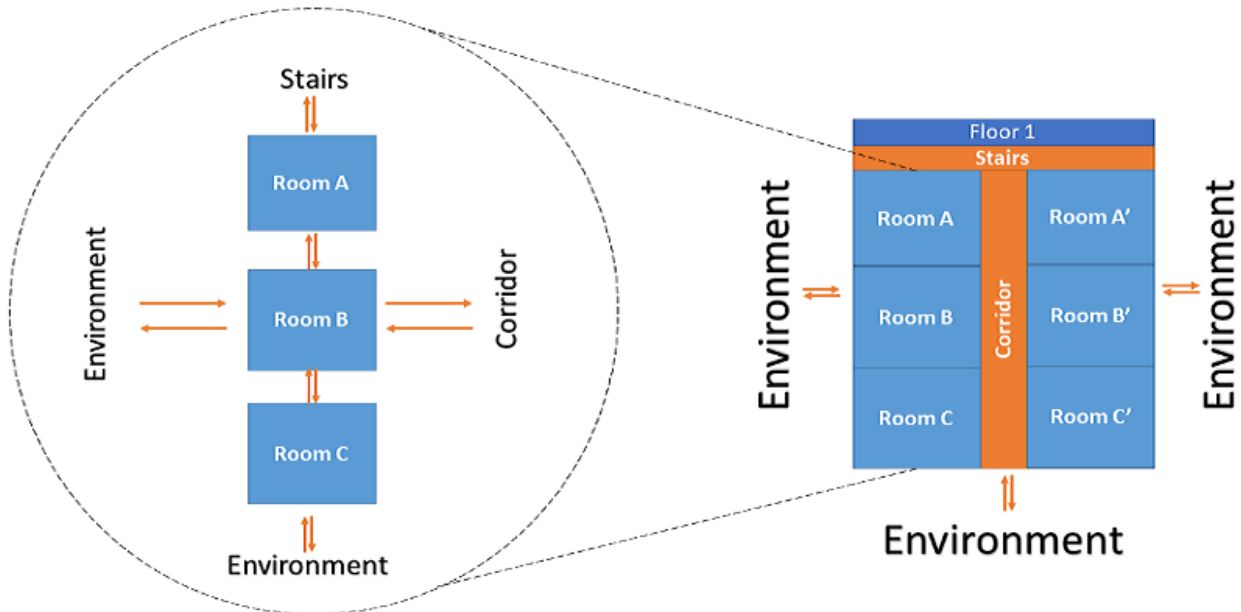 Stairs
Room A
Environment
Room B
Corridor
Room C
Environment
Floor 1
Stairs
Environment
Room A
Room A'
Environment
Room B
Corridor
Room B'
Room C
Room C'
Environment